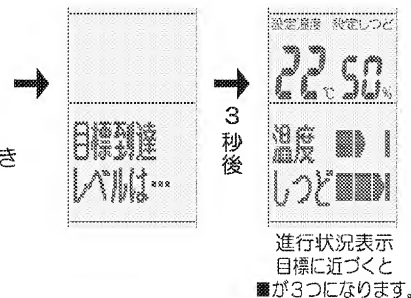 き
目標到達
レベルは…
3
秒
後
設定温度 設定しつど
22℃ 50%
温度
しつど
進行状況表示
目標に近づくと
■が3つになります。